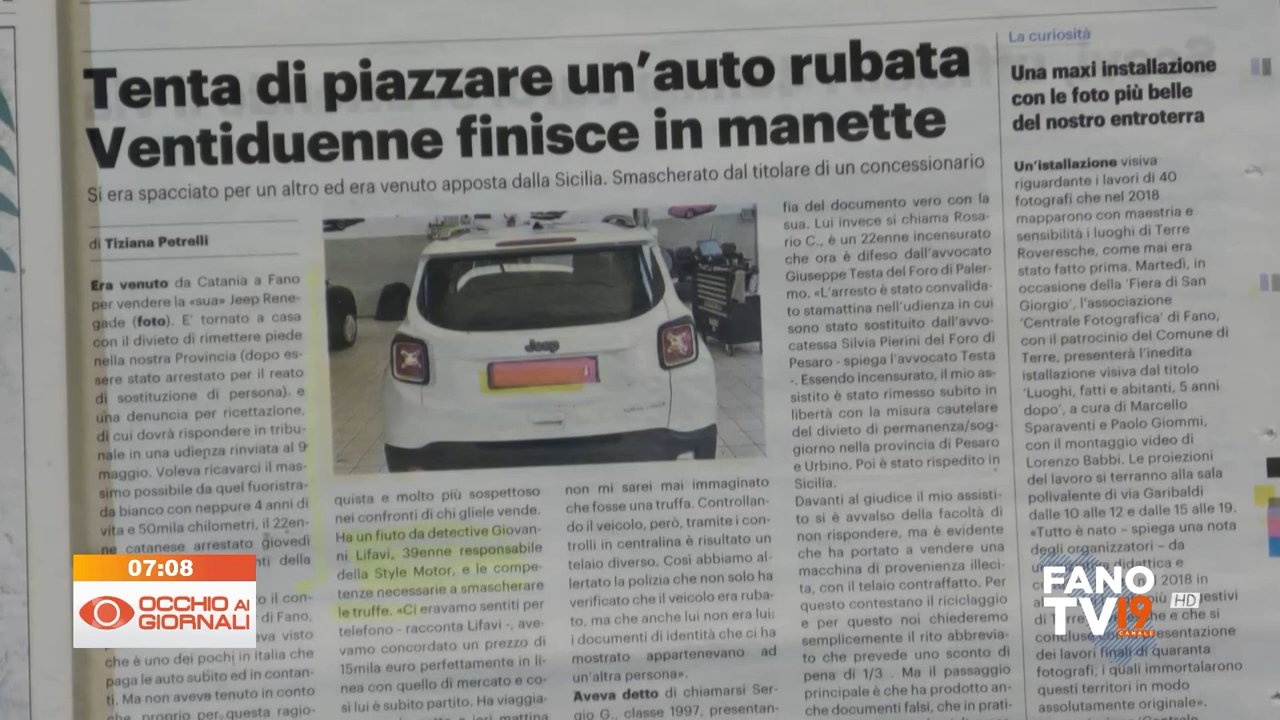 Tenta di piazzare un'auto rubata
Ventiduenne finisce in manette
Si era spacciato per un altro ed era venuto apposta dalla Sicilia. Smascherato dal titolare di un concessionario
di Tiziana Petrelli
Era venuto da Catania a Fano
per vendere la «sua» Jeep Rene-
gade (foto). E' tornato a casa
con il divieto di rimettere piede
nella nostra Provincia (dopo es-
sere stato arrestato per il reato
di sostituzione di persona). e
una denuncia per ricettazione,
di cui dovrà rispondere in tribu-
nale in una udienza rinviata al 9
maggio. Voleva ricavarci il mas-
simo possibile da quel fuoristra-
da bianco con neppure 4 anni di
vita e 50mila chilometri, il 22en-
ne catanese arrestato giovedì
della
o il con-
di Fano,
eva visto
che è uno dei pochi in Italia che
paga le auto subito ed in contan-
ti. Ma non aveva tenuto in conto
che, proprio per questa ragio-
Jeep
quista e molto più sospettoso
nei confronti di chi gliele vende.
Ha un fiuto da detective Giovan-
ni Lifavi, 39enne responsabile
della Style Motor, e le compe-
tenze necessarie a smascherare
le truffe. «Ci eravamo sentiti per
telefono - racconta Lifavi -, ave-
vamo concordato un prezzo di
15mila euro perfettamente in li-
nea con quello di mercato e co-
sì lui è subito partito. Ha viaggia-
ieri mattina
non mi sarei mai immaginato
che fosse una truffa. Controllan-
do il veicolo, però, tramite i con-
trolli in centralina è risultato un
telaio diverso. Così abbiamo al-
lertato la polizia che non solo ha
verificato che il veicolo era ruba-
to, ma che anche lui non era lui:
i documenti di identità che ci ha
mostrato appartenevano ad
un'altra persona».
Aveva detto di chiamarsi Ser-
gio G., classe 1997, presentan-
fia del documento vero con la
sua. Lui invece si chiama Rosa-
rio C., è un 22enne incensurato
che ora è difeso dall'avvocato
Giuseppe Testa del Foro di Paler-
mo. «L'arresto è stato convalida-
to stamattina nell'udienza in cui
sono stato sostituito dall'avvo-
catessa Silvia Pierini del Foro di
Pesaro - spiega l'avvocato Testa
-. Essendo incensurato, il mio as-
sistito è stato rimesso subito in
libertà con la misura cautelare
del divieto di permanenza/sog-
giorno nella provincia di Pesaro
e Urbino. Poi è stato rispedito in
Sicilia.
Davanti al giudice il mio assisti-
to si è avvalso della facoltà di
non rispondere, ma è evidente
che ha portato a vendere una
macchina di provenienza illeci-
ta, con il telaio contraffatto. Per
questo contestano il riciclaggio
e per questo noi chiederemo
semplicemente il rito abbrevia-
to che prevede uno sconto di
pena di 1/3 . Ma il passaggio
principale è che ha prodotto an-
che documenti falsi, che in prati-
La curiosità
Una maxi installazione
con le foto più belle
del nostro entroterra
Un'istallazione visiva
riguardante i lavori di 40
fotografi che nel 2018
mapparono con maestria e
sensibilità i luoghi di Terre
Roveresche, come mai era
stato fatto prima. Martedì, in
occasione della 'Fiera di San
Giorgio', l'associazione
'Centrale Fotografica' di Fano,
con il patrocinio del Comune di
Terre, presenterà l'inedita
istallazione visiva dal titolo
'Luoghi, fatti e abitanti, 5 anni
dopo', a cura di Marcello
Sparaventi e Paolo Giommi,
con il montaggio video di
Lorenzo Babbi. Le proiezioni
del lavoro si terranno alla sala
polivalente di via Garibaldi
dalle 10 alle 12 e dalle 15 alle 19.
«Tutto è nato – spiega una nota
degli organizzatori – da
didattica e
2018 in
e che si
dei lavori finali di quaranta
fotografi, i quali immortalarono
questi territori in modo
assolutamente originale».
07:08
OCCHIO AI
GIORNALI
FANO
TV19
CANALE
HD